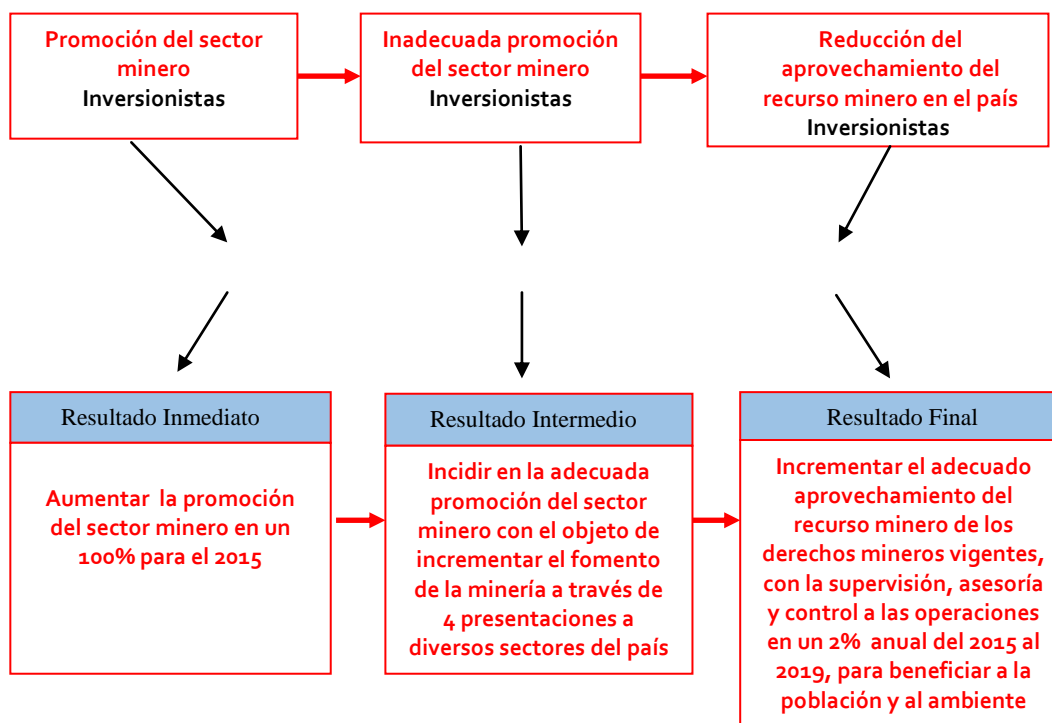 Promoción del sector
minero
Inversionistas
Inadecuada promoción
del sector minero
Inversionistas
Reducción del
aprovechamiento del
recurso minero en el país
Inversionistas
Resultado Inmediato
Aumentar la promoción
del sector minero en un
100% para el 2015
Resultado Intermedio
Incidir en la adecuada
promoción del sector
minero con el objeto de
incrementar el fomento
de la minería a través de
4 presentaciones a
diversos sectores del país
Resultado Final
Incrementar el adecuado
aprovechamiento del
recurso minero de los
derechos mineros vigentes,
con la supervisión, asesoría
y control a las operaciones
en un 2% anual del 2015 al
2019, para beneficiar a la
población y al ambiente